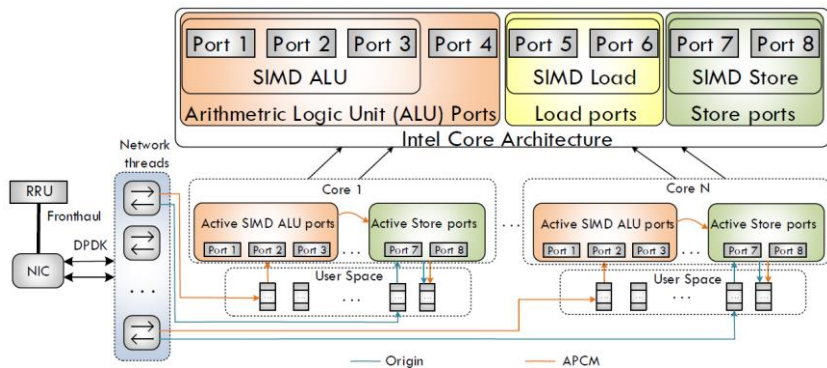 Port 1 Port 2 Port 3 Port 4 Port 5 Port 6 Port 7 Port 8
SIMD ALU SIMD Load SIMD Store
Arithmetric Logic Unit (ALU) Ports Load ports Store ports
Intel Core Architecture
Network
threads
RRU
Fronthaul
DPDK
NIC
...
Core 1
Active SIMD ALU ports Active Store ports
Port 1 Port 2 Port 3 ... Port 7 Port 8
User Space
...
...
Core N
Active SIMD ALU ports Active Store ports
Port 1 Port 2 Port 3 ... Port 7 Port 8
User Space
...
Origin APCM